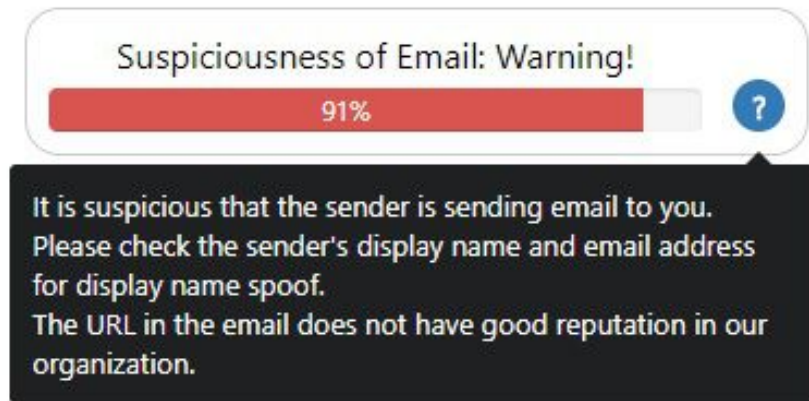 Suspiciousness of Email: Warning!
91%
?
It is suspicious that the sender is sending email to you.
Please check the sender's display name and email address
for display name spoof.
The URL in the email does not have good reputation in our
organization.